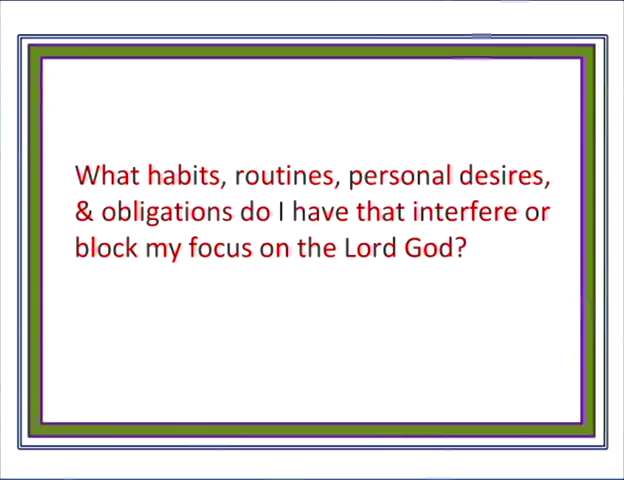 What habits, routines, personal desires,
& obligations do I have that interfere or
block my focus on the Lord God?